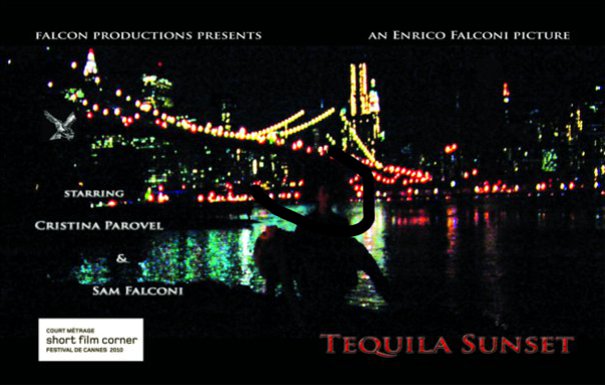 FALCON PRODUCTIONS PRESENTS
AN ENRICO FALCONI PICTURE
STARRING
CRISTINA PAROVEL
&
SAM FALCONI
COURT MÉTRAGE
short film corner
FESTIVAL DE CANNES 2010
TEQUILA SUNSET